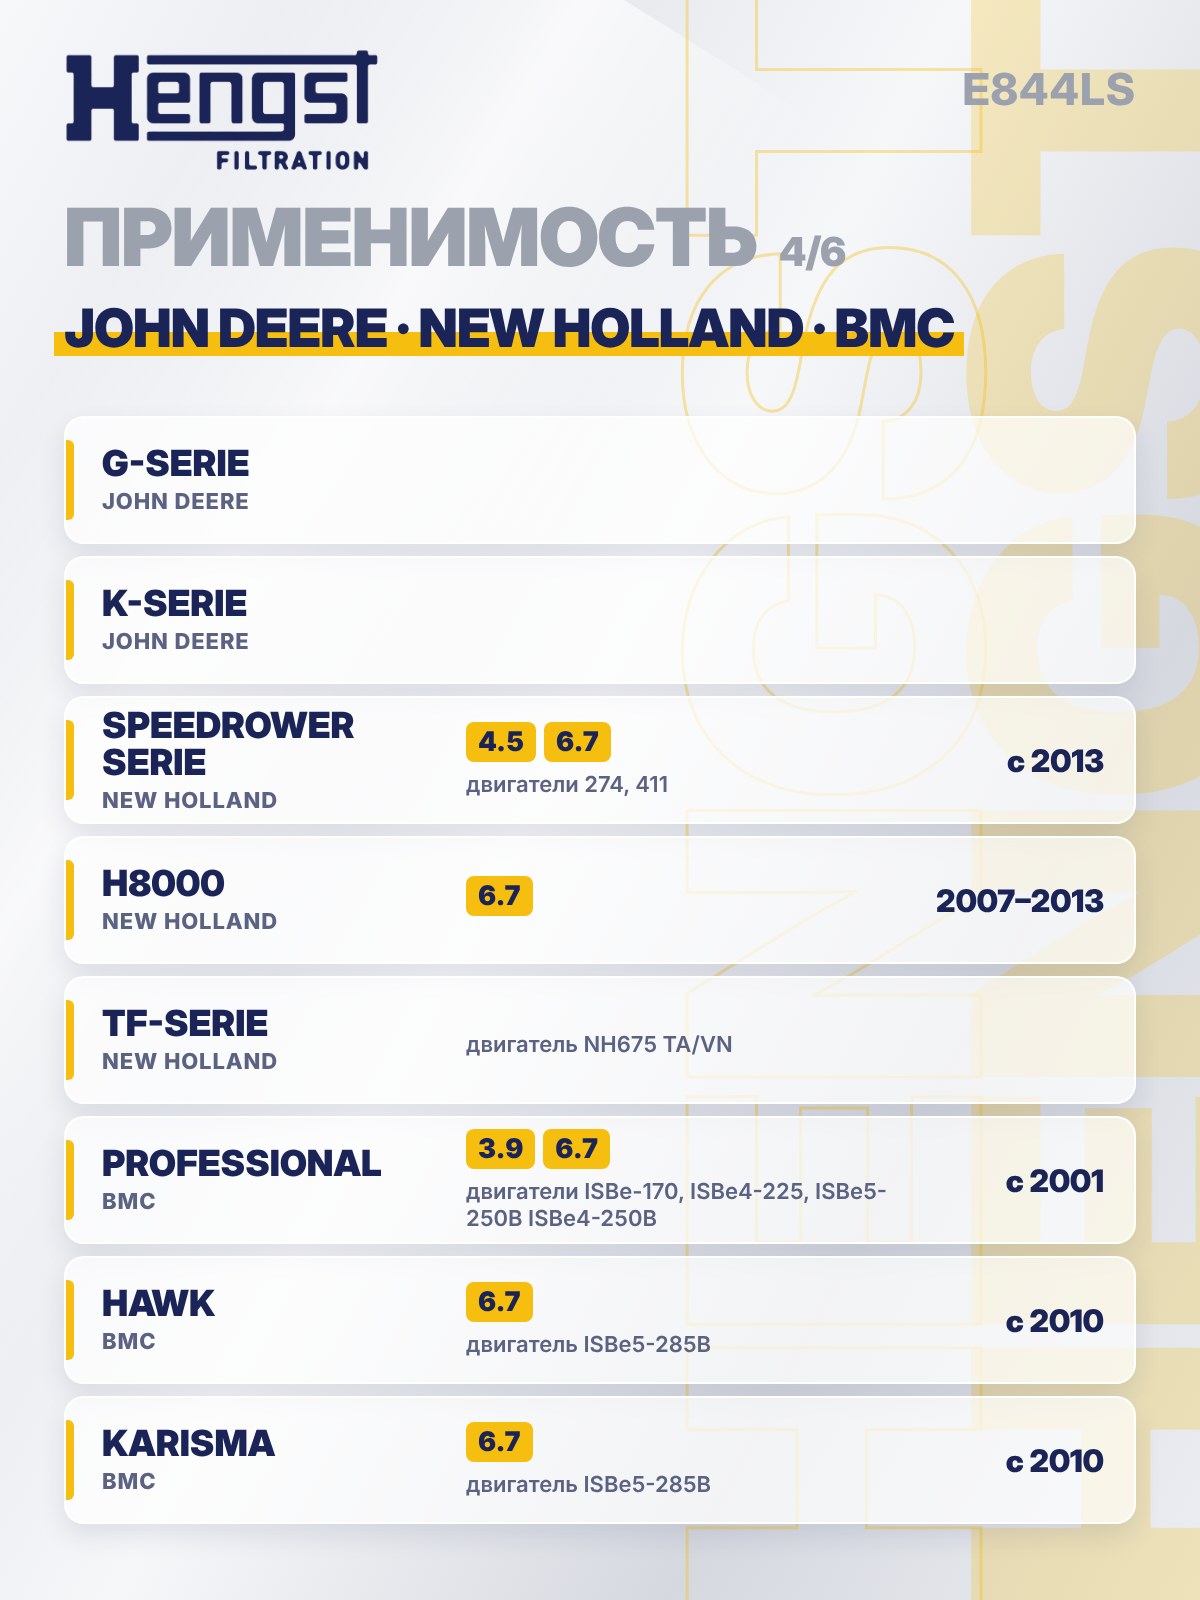 Hengst
FILTRATION
E844LS
ПРИМЕНИМОСТЬ 4/6
JOHN DEERE · NEW HOLLAND · BMC
G-SERIE
JOHN DEERE
K-SERIE
JOHN DEERE
SPEEDROWER
SERIE
NEW HOLLAND
4.5 6.7
двигатели 274, 411
с 2013
H8000
NEW HOLLAND
6.7
2007–2013
TF-SERIE
NEW HOLLAND
двигатель NH675 TA/VN
PROFESSIONAL
BMC
3.9 6.7
двигатели ISBe-170, ISBe4-225, ISBe5-
250B ISBe4-250B
с 2001
HAWK
BMC
6.7
двигатель ISBe5-285B
с 2010
KARISMA
BMC
6.7
двигатель ISBe5-285B
с 2010
HENGST
HENGST